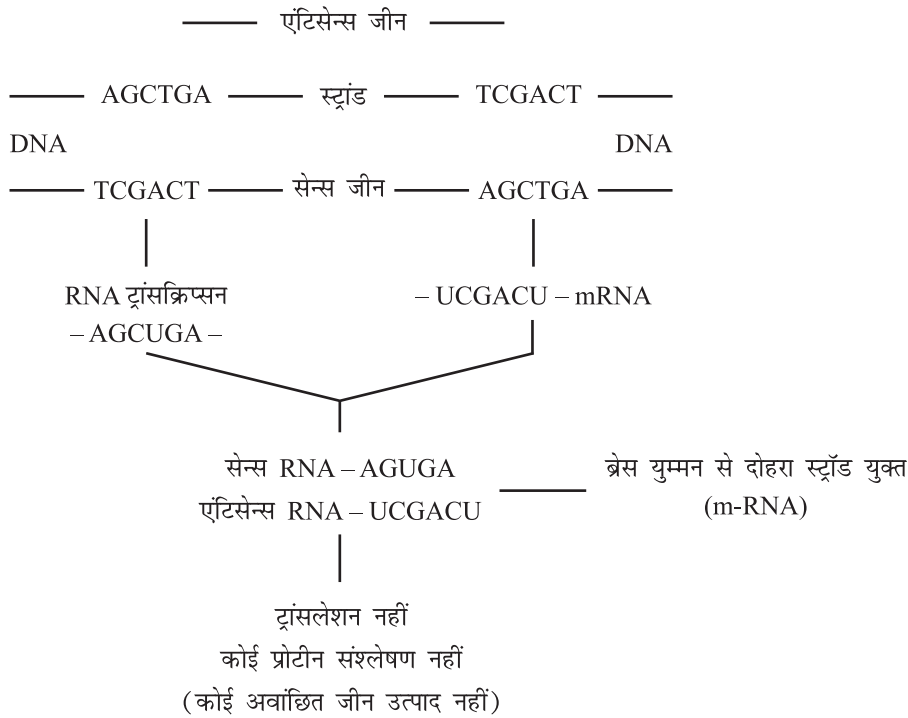 एंटिसेन्स जीन
AGCTGA स्ट्रांड TCGACT
DNA DNA
TCGACT सेन्स जीन AGCTGA
RNA ट्रांसक्रिप्सन – UCGACU – mRNA
– AGCUGA –
सेन्स RNA – AGUGA ब्रेस युम्मन से दोहरा स्ट्रॉड युक्त
एंटिसेन्स RNA – UCGACU (m-RNA)
ट्रांसलेशन नहीं
कोई प्रोटीन संश्लेषण नहीं
(कोई अवांछित जीन उत्पाद नहीं)